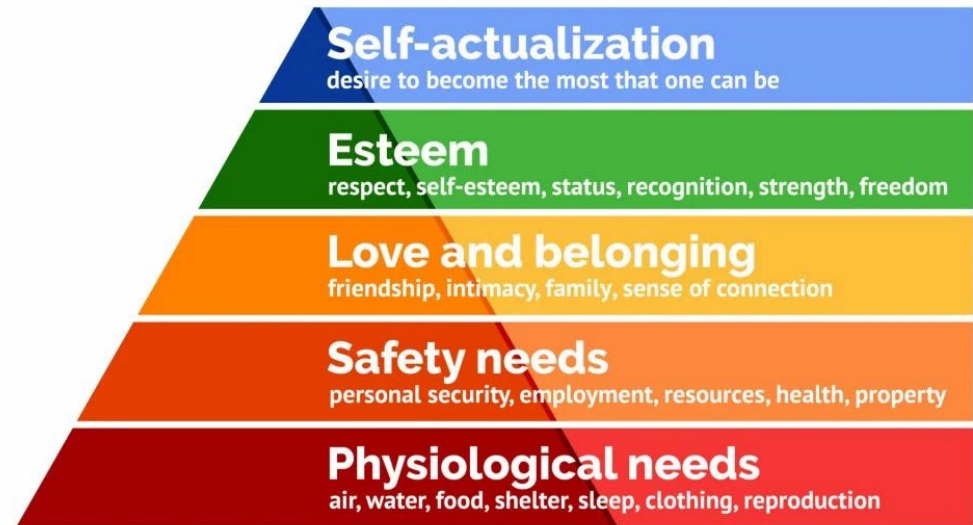 Self-actualization
desire to become the most that one can be
Esteem
respect, self-esteem, status, recognition, strength, freedom
Love and belonging
friendship, intimacy, family, sense of connection
Safety needs
personal security, employment, resources, health, property
Physiological needs
air, water, food, shelter, sleep, clothing, reproduction